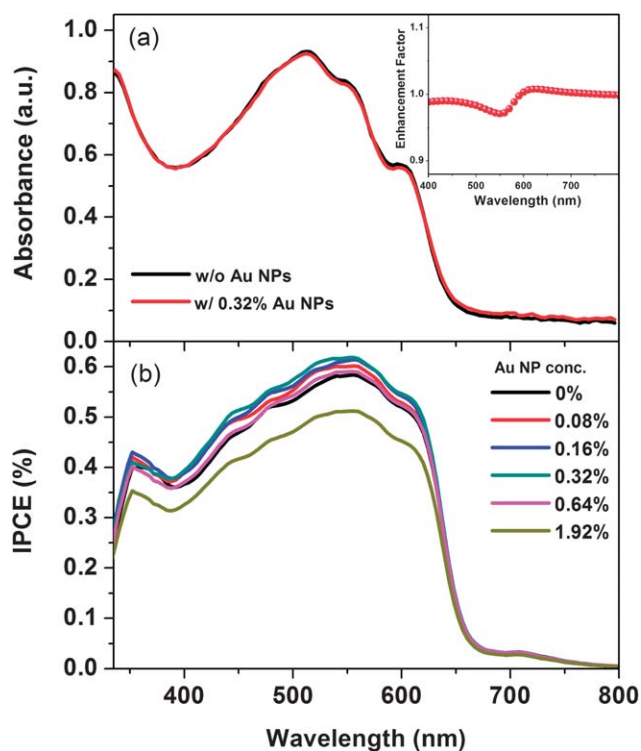 (a)
Absorbance (a.u.)
1.0
0.8
0.6
0.4
0.2
0.0
w/o Au NPs
w/ 0.32% Au NPs
Enhancement Factor
1.1
1.0
0.9
400 500 600 700
Wavelength (nm)
(b)
IPCE (%)
0.6
0.5
0.4
0.3
0.2
0.1
0.0
Au NP conc.
0%
0.08%
0.16%
0.32%
0.64%
1.92%
400 500 600 700 800
Wavelength (nm)